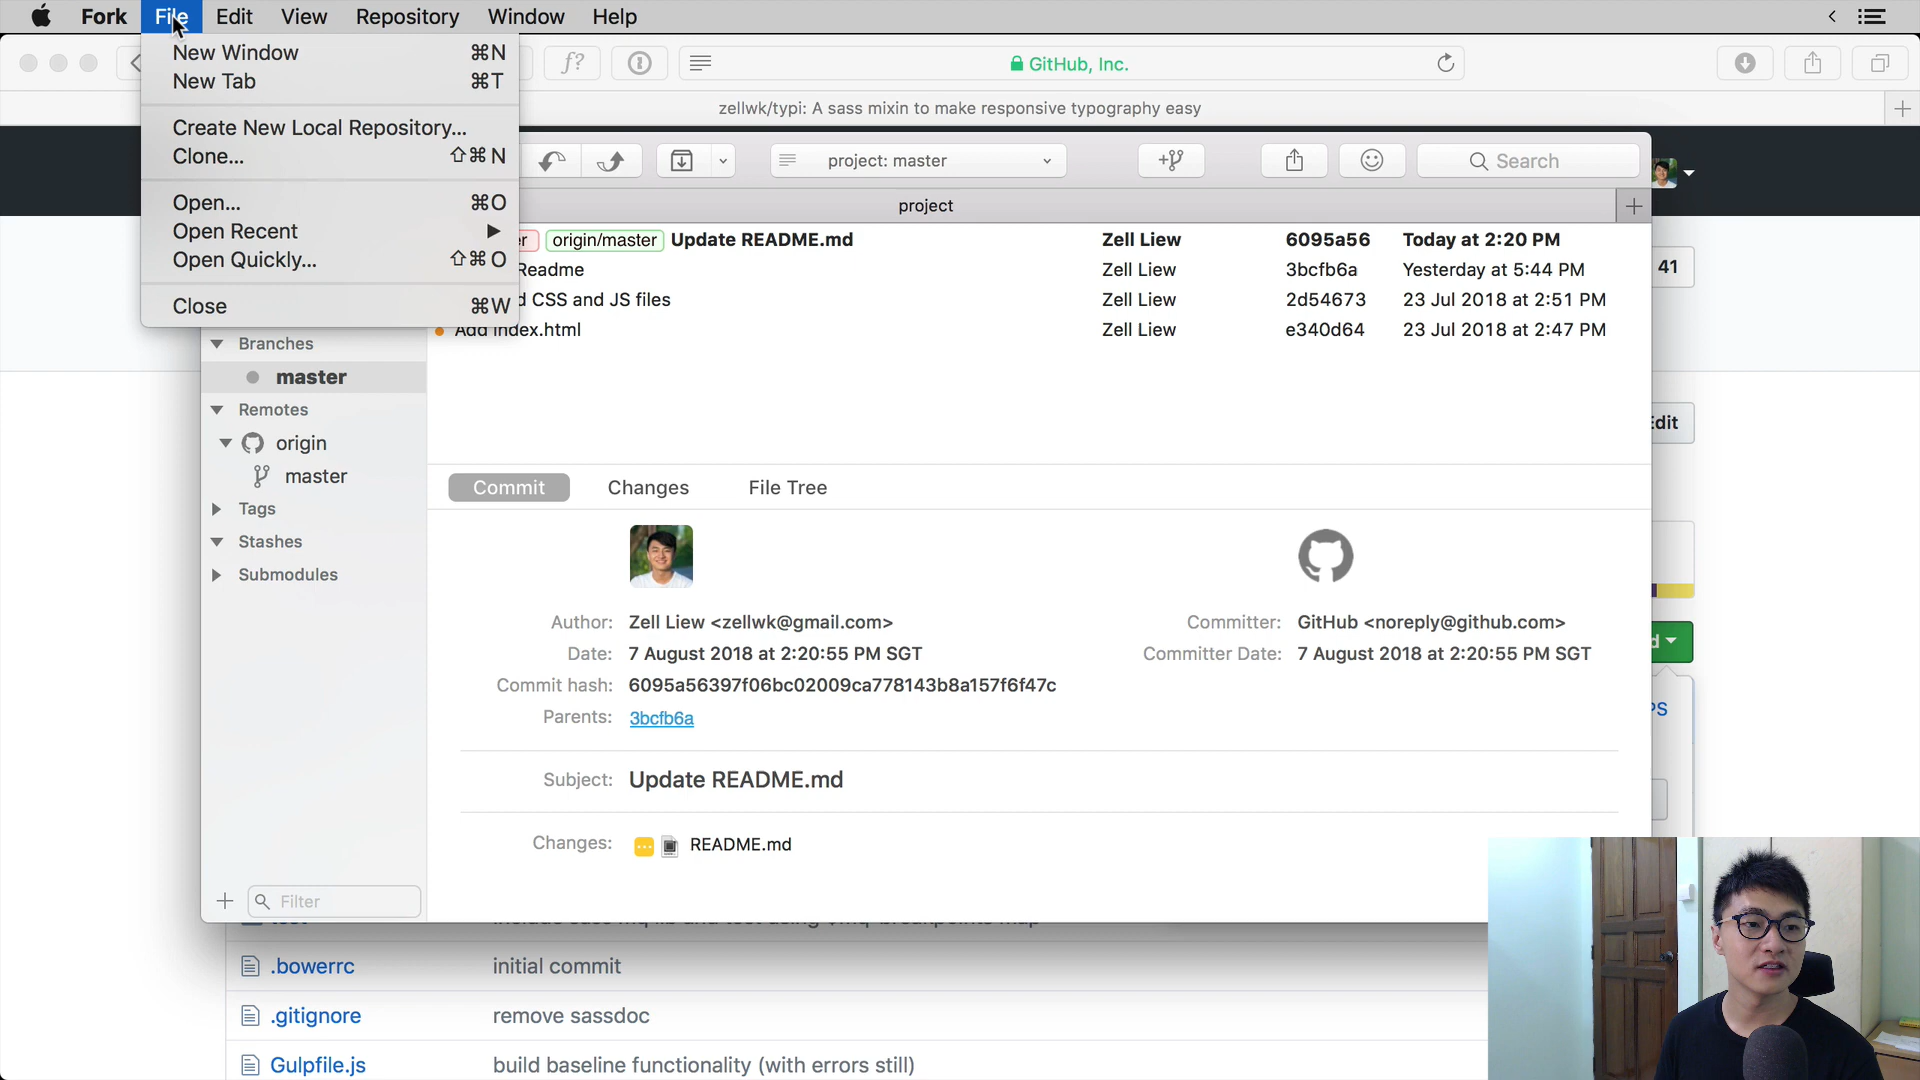 Fork File Edit View Repository Window Help
New Window ⌘N
New Tab ⌘T
Create New Local Repository...
Clone... ⇧⌘N
Open... ⌘O
Open Recent ▶
Open Quickly... ⇧⌘O
Close ⌘W
f?
GitHub, Inc.
zellwk/typi: A sass mixin to make responsive typography easy
project: master
Search
project
er origin/master Update README.md Zell Liew 6095a56 Today at 2:20 PM
Readme Zell Liew 3bcfb6a Yesterday at 5:44 PM
d CSS and JS files Zell Liew 2d54673 23 Jul 2018 at 2:51 PM
Add index.html Zell Liew e340d64 23 Jul 2018 at 2:47 PM
41
Edit
Branches
master
Remotes
origin
master
Tags
Stashes
Submodules
Filter
Commit Changes File Tree
Author: Zell Liew <zellwk@gmail.com>
Date: 7 August 2018 at 2:20:55 PM SGT
Commit hash: 6095a56397f06bc02009ca778143b8a157f6f47c
Parents: 3bcfb6a
Committer: GitHub <noreply@github.com>
Committer Date: 7 August 2018 at 2:20:55 PM SGT
Subject: Update README.md
Changes: README.md
d
PS
.bowerrc initial commit
.gitignore remove sassdoc
Gulpfile.js build baseline functionality (with errors still)